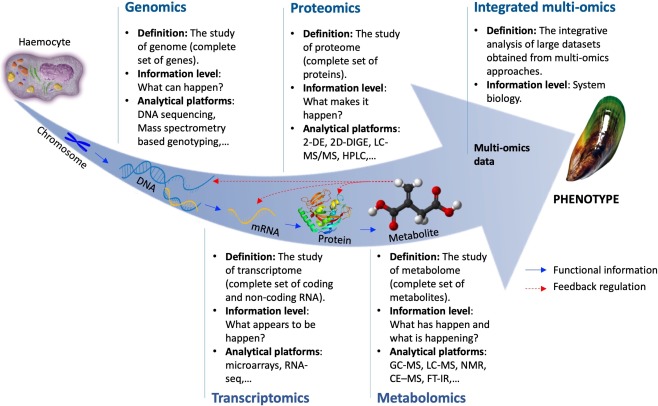 Genomics
• Definition: The study
of genome (complete
set of genes).
• Information level:
What can happen?
• Analytical platforms:
DNA sequencing,
Mass spectrometry
based genotyping,...
Proteomics
• Definition: The study
of proteome
(complete set of
proteins).
• Information level:
What makes it
happen?
• Analytical platforms:
2-DE, 2D-DIGE, LC-
MS/MS, HPLC,...
Integrated multi-omics
• Definition: The integrative
analysis of large datasets
obtained from multi-omics
approaches.
• Information level: System
biology.
Haemocyte
Chromosome
DNA
mRNA
Protein
Metabolite
Multi-omics
data
PHENOTYPE
Functional information
Feedback regulation
• Definition: The study
of transcriptome
(complete set of coding
and non-coding RNA).
• Information level:
What appears to be
happen?
• Analytical platforms:
microarrays, RNA-
seq,...
Transcriptomics
• Definition: The study
of metabolome
(complete set of
metabolites).
• Information level:
What has happen and
what is happening?
• Analytical platforms:
GC-MS, LC-MS, NMR,
CE–MS, FT-IR,...
Metabolomics